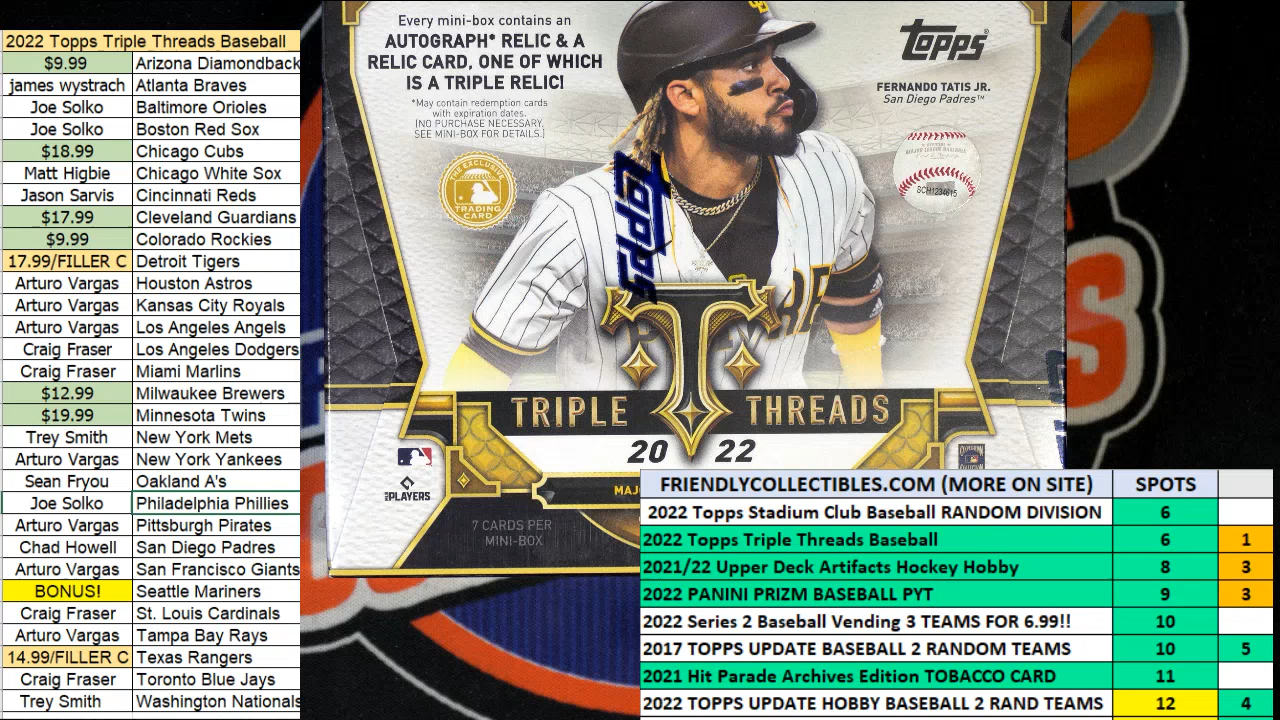 2022 Topps Triple Threads Baseball
$9.99 Arizona Diamondback
james wystrach Atlanta Braves
Joe Solko Baltimore Orioles
Joe Solko Boston Red Sox
$18.99 Chicago Cubs
Matt Higbie Chicago White Sox
Jason Sarvis Cincinnati Reds
$17.99 Cleveland Guardians
$9.99 Colorado Rockies
17.99/FILLER C Detroit Tigers
Arturo Vargas Houston Astros
Arturo Vargas Kansas City Royals
Arturo Vargas Los Angeles Angels
Craig Fraser Los Angeles Dodgers
Craig Fraser Miami Marlins
$12.99 Milwaukee Brewers
$19.99 Minnesota Twins
Trey Smith New York Mets
Arturo Vargas New York Yankees
Sean Fryou Oakland A's
Joe Solko Philadelphia Phillies
Arturo Vargas Pittsburgh Pirates
Chad Howell San Diego Padres
Arturo Vargas San Francisco Giants
BONUS! Seattle Mariners
Craig Fraser St. Louis Cardinals
Arturo Vargas Tampa Bay Rays
14.99/FILLER C Texas Rangers
Craig Fraser Toronto Blue Jays
Trey Smith Washington Nationals
Every mini-box contains an
AUTOGRAPH* RELIC & A
RELIC CARD, ONE OF WHICH
IS A TRIPLE RELIC!
*May contain redemption cards
with expiration dates.
(NO PURCHASE NECESSARY,
SEE MINI-BOX FOR DETAILS.)
THE EXCLUSIVE
TRADING
CARD
Topps
FERNANDO TATIS JR.
San Diego Padres™
SCH1234615
Topps
TRIPLE THREADS
2022
PLAYERS
7 CARDS PER
MINI-BOX
FRIENDLYCOLLECTIBLES.COM (MORE ON SITE) SPOTS
2022 Topps Stadium Club Baseball RANDOM DIVISION 6
2022 Topps Triple Threads Baseball 6 1
2021/22 Upper Deck Artifacts Hockey Hobby 8 3
2022 PANINI PRIZM BASEBALL PYT 9 3
2022 Series 2 Baseball Vending 3 TEAMS FOR 6.99!! 10
2017 TOPPS UPDATE BASEBALL 2 RANDOM TEAMS 10 5
2021 Hit Parade Archives Edition TOBACCO CARD 11
2022 TOPPS UPDATE HOBBY BASEBALL 2 RAND TEAMS 12 4